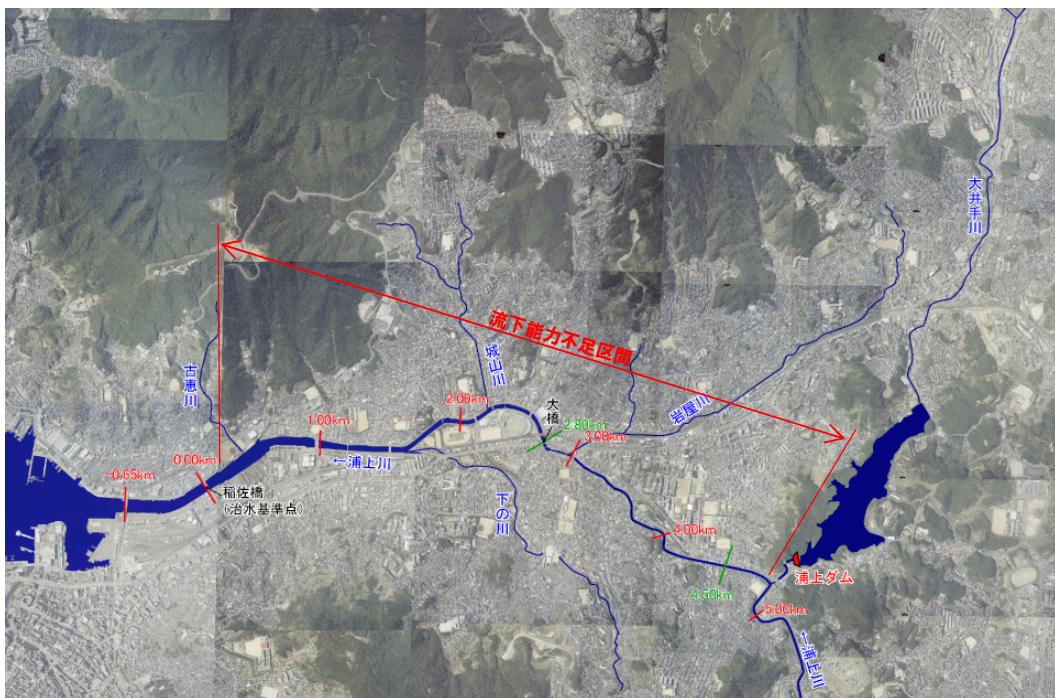 大井手川
流下能力不足区間
古恵川
城山川
2.00km
大橋
2.80km
岩屋川
1.00km
3.00km
0.00km
←浦上川
-0.65km
稲佐橋
(治水基準点)
下の川
4.00km
浦上ダム
4.50km
5.00km
←浦上川